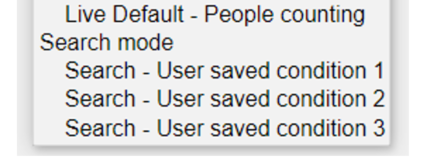 Live Default - People counting
Search mode
Search - User saved condition 1
Search - User saved condition 2
Search - User saved condition 3